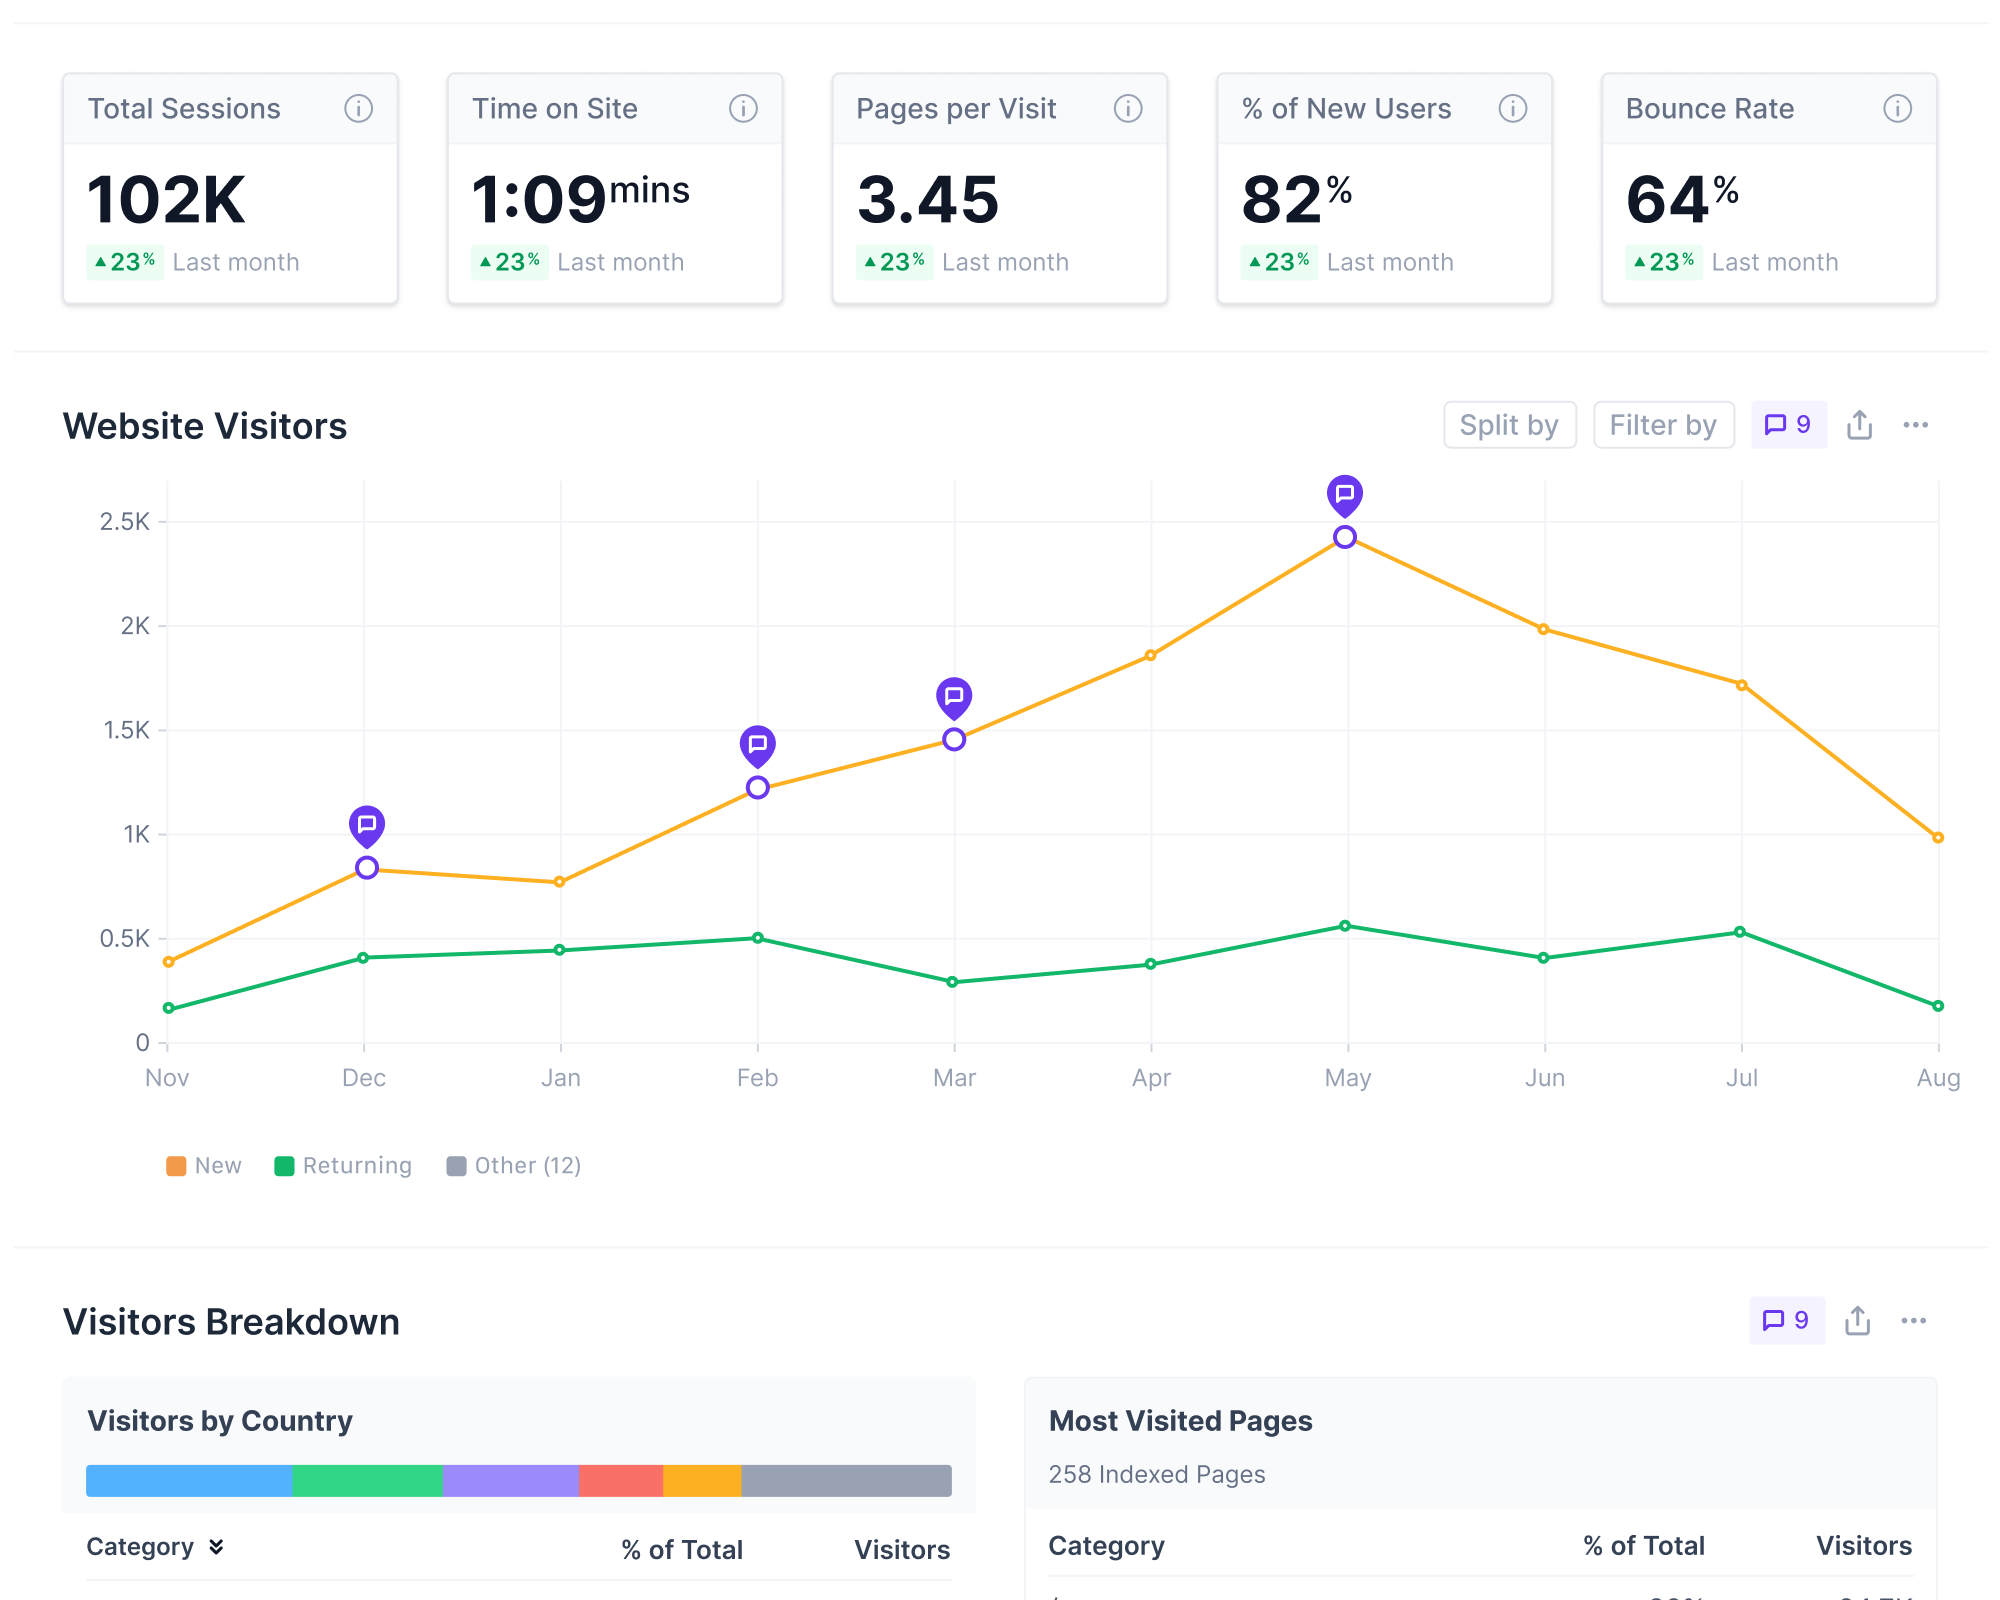 Total Sessions
102K
23% Last month
Time on Site
1:09mins
23% Last month
Pages per Visit
3.45
23% Last month
% of New Users
82%
23% Last month
Bounce Rate
64%
23% Last month
Website Visitors
Split by
Filter by
9
2.5K
2K
1.5K
1K
0.5K
0
Nov Dec Jan Feb Mar Apr May Jun Jul Aug
New Returning Other (12)
Visitors Breakdown
9
Visitors by Country
Category % of Total Visitors
Most Visited Pages
258 Indexed Pages
Category % of Total Visitors